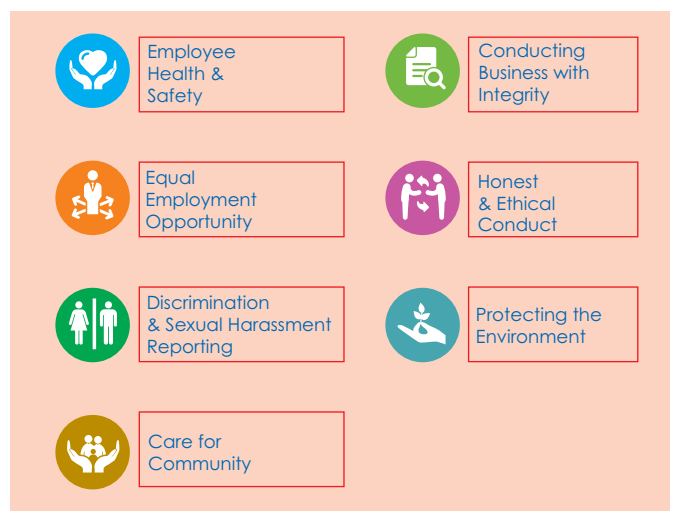 Employee
Health &
Safety
Conducting
Business with
Integrity
Equal
Employment
Opportunity
Honest
& Ethical
Conduct
Discrimination
& Sexual Harassment
Reporting
Protecting the
Environment
Care for
Community